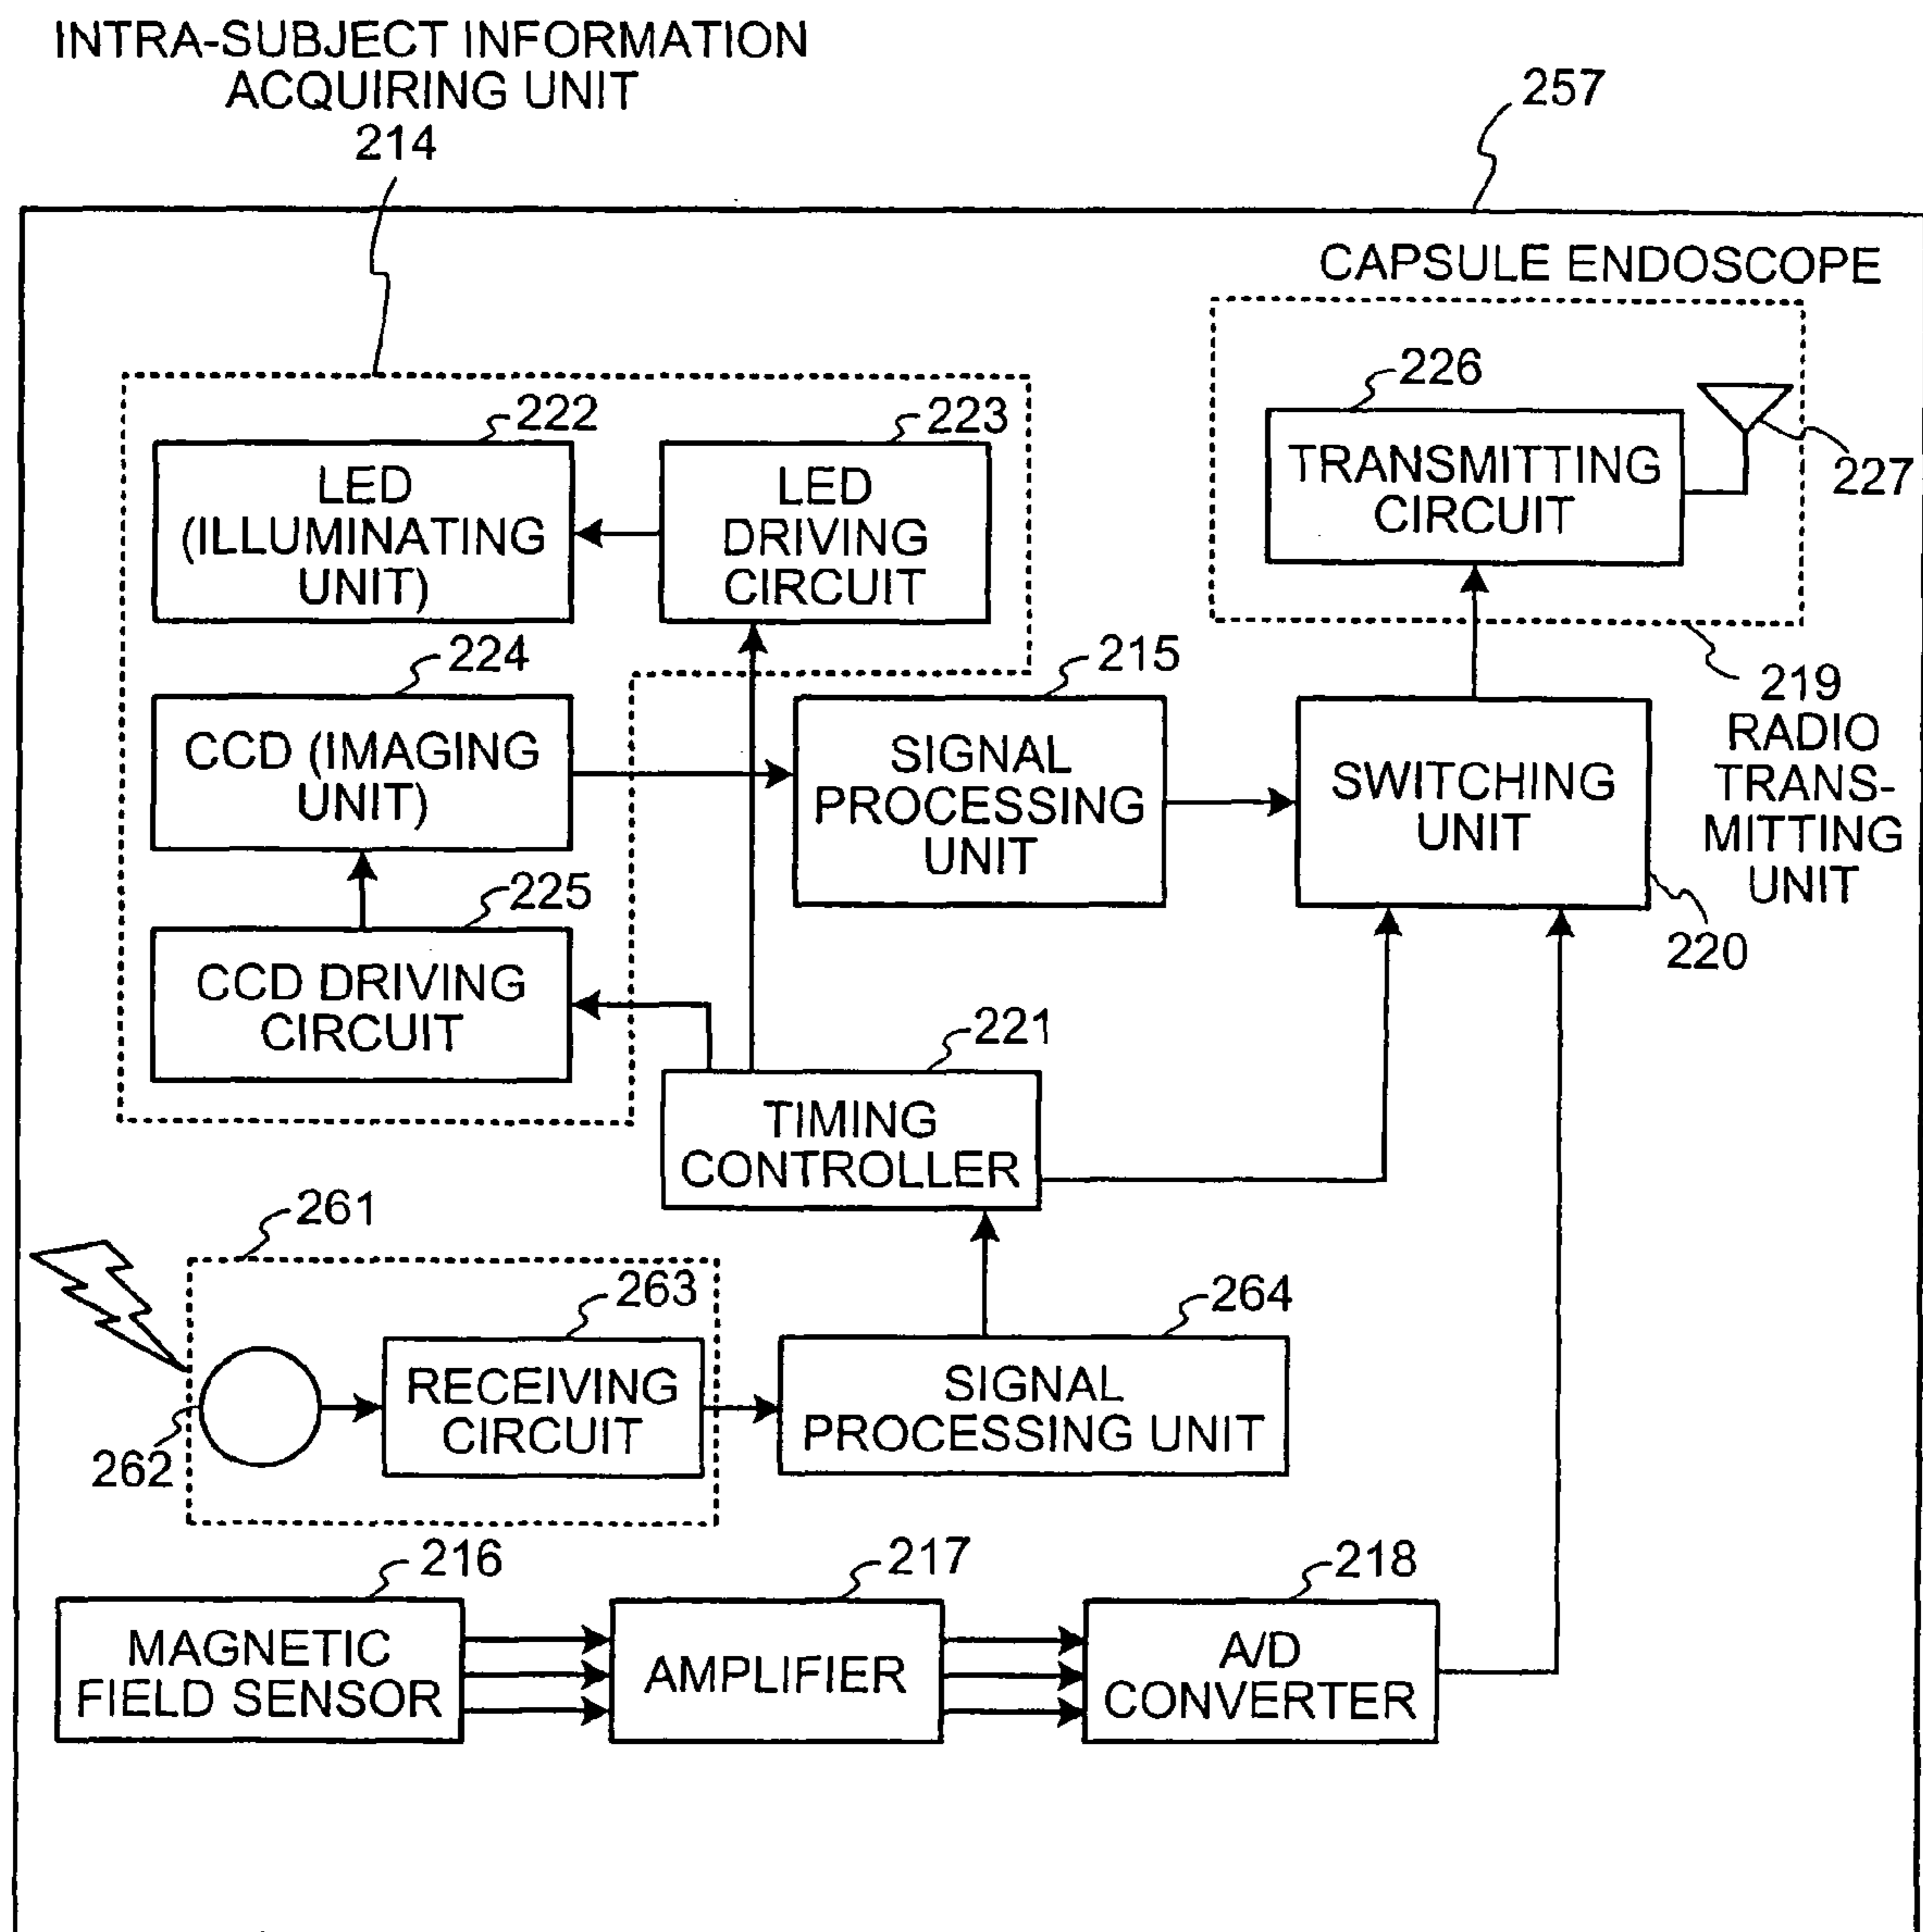 INTRA-SUBJECT INFORMATION
ACQUIRING UNIT
214
257
CAPSULE ENDOSCOPE
222
LED
(ILLUMINATING
UNIT)
223
LED
DRIVING
CIRCUIT
226
TRANSMITTING
CIRCUIT
227
224
CCD (IMAGING
UNIT)
215
SIGNAL
PROCESSING
UNIT
SWITCHING
UNIT
220
219
RADIO
TRANS-
MITTING
UNIT
225
CCD DRIVING
CIRCUIT
221
TIMING
CONTROLLER
261
262
263
RECEIVING
CIRCUIT
264
SIGNAL
PROCESSING UNIT
216
MAGNETIC
FIELD SENSOR
217
AMPLIFIER
218
A/D
CONVERTER